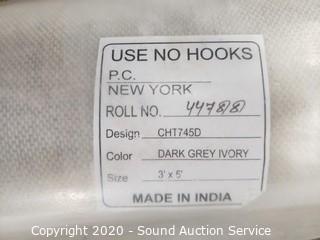 USE NO HOOKS
P.C.
NEW YORK
ROLL NO. 44788
Design CHT745D
Color DARK GREY IVORY
Size 3' x 5'
MADE IN INDIA
Copyright 2020 - Sound Auction Service